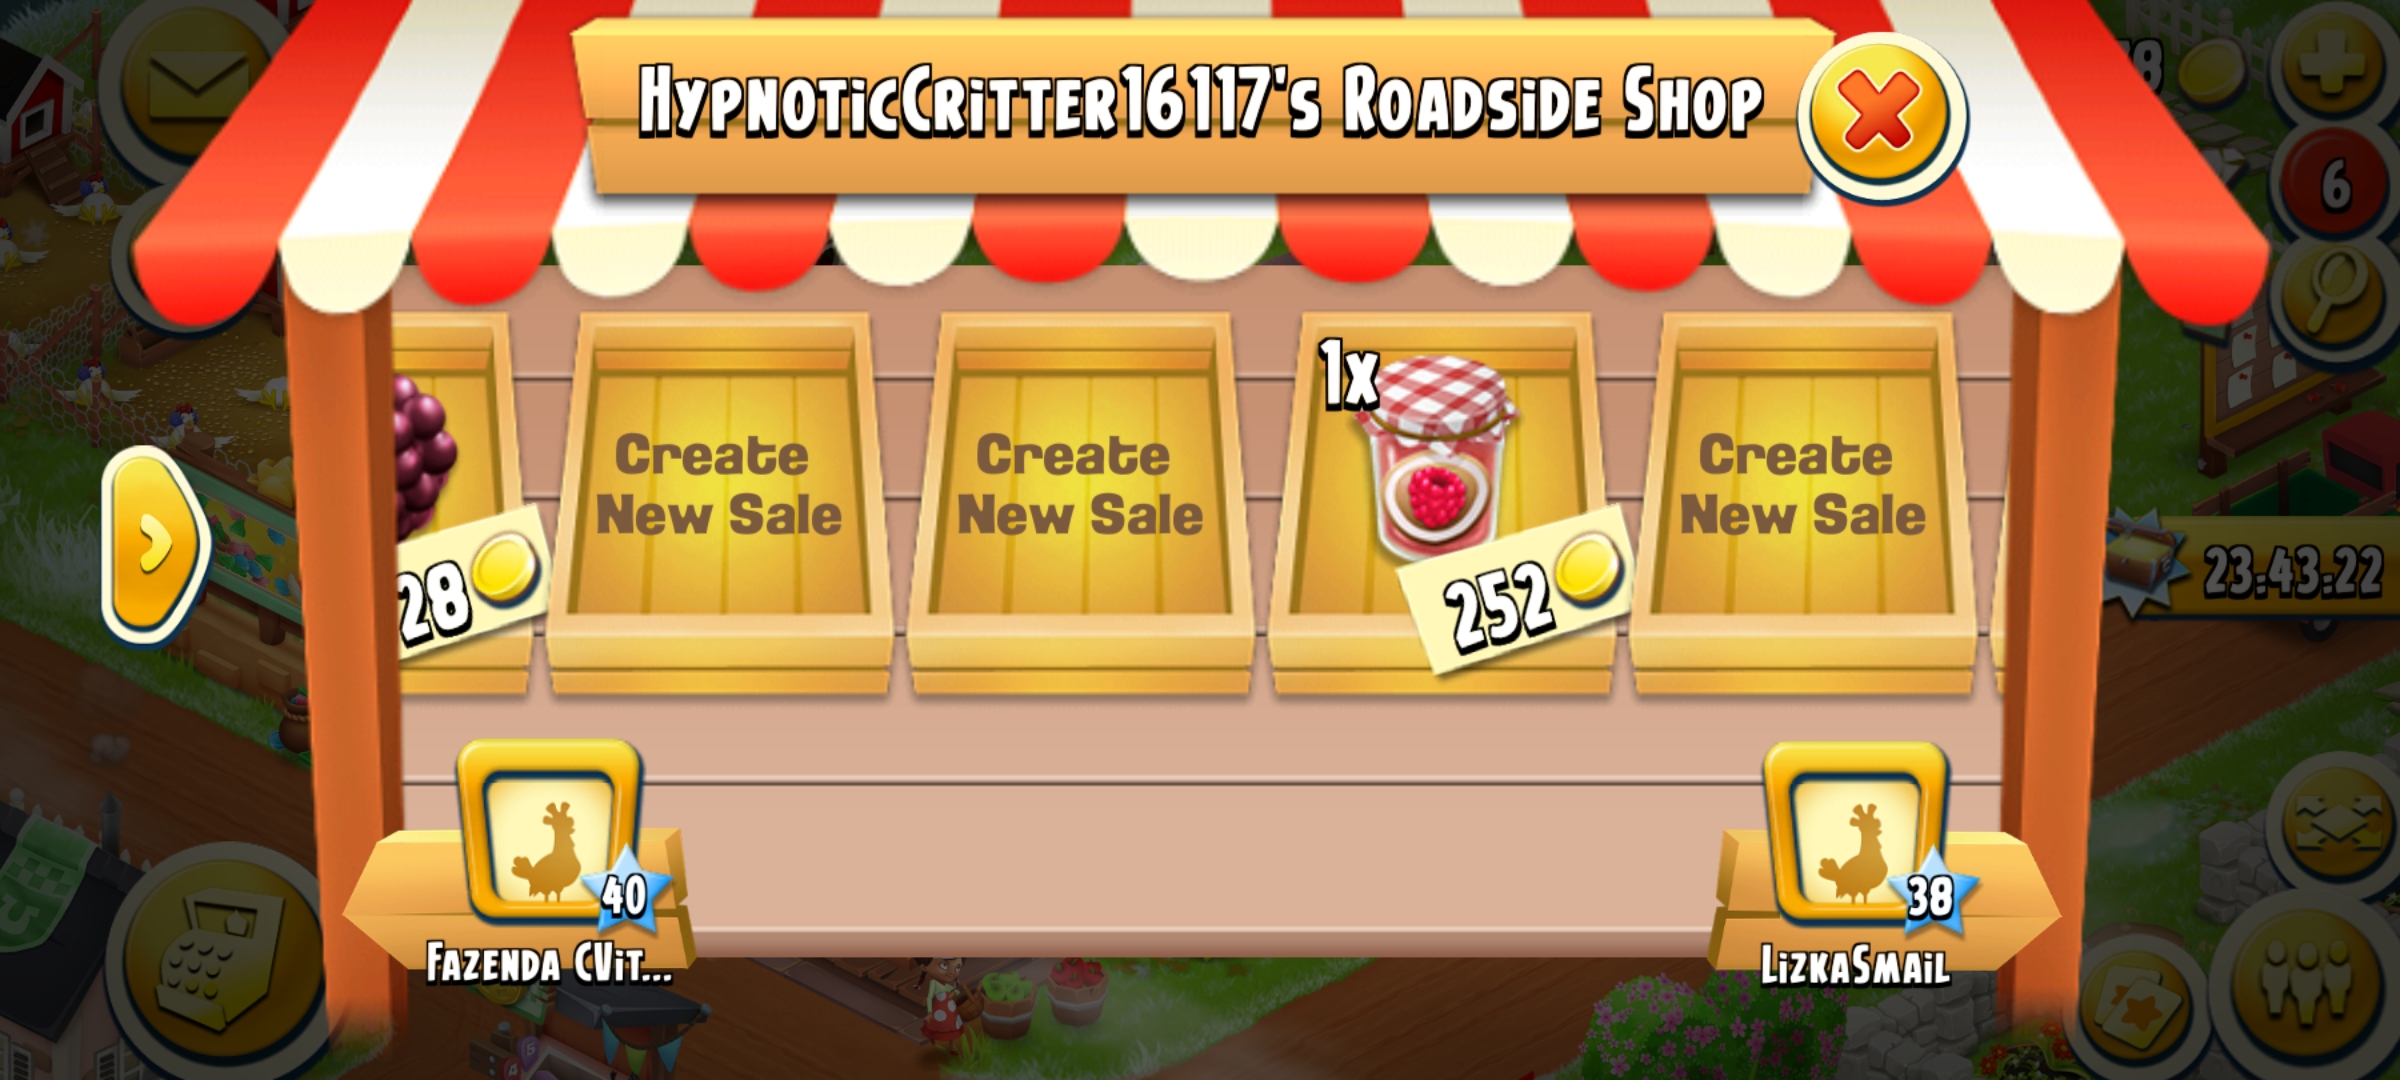 HypnoticCritter16117's Roadside Shop
6
1x
Create
New Sale
Create
New Sale
Create
New Sale
28
252
23:43:22
40
38
Fazenda CVit...
LizkaSmail